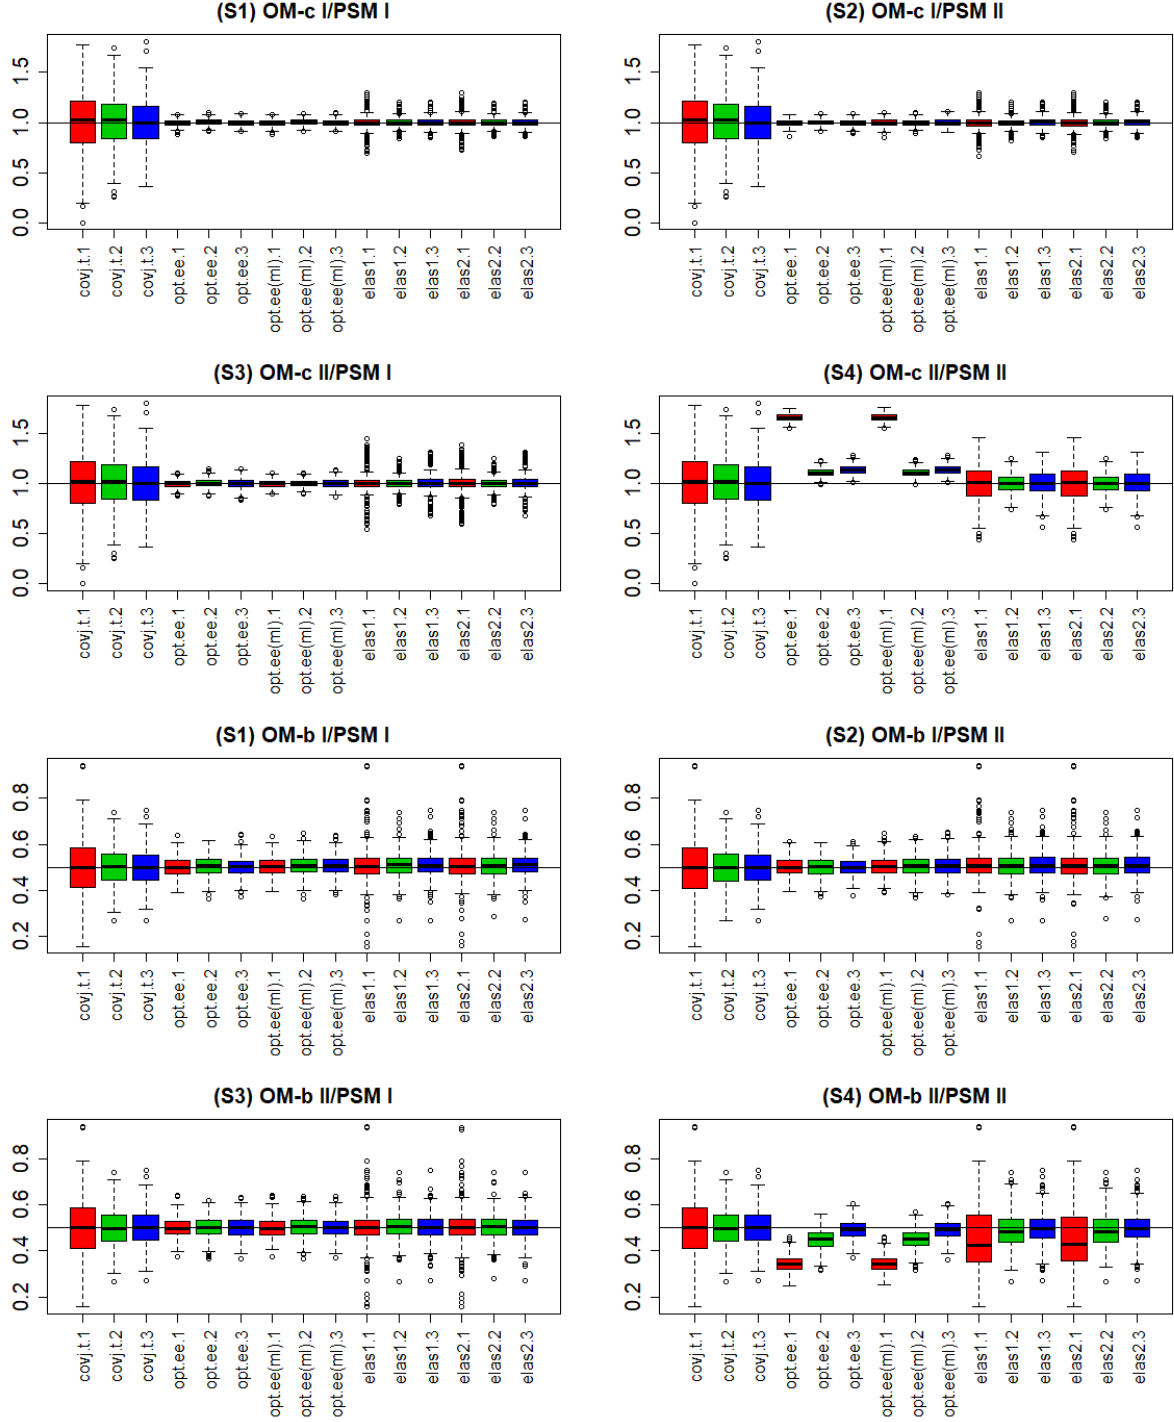 (S1) OM-c I/PSM I
(S2) OM-c I/PSM II
0.0 0.5 1.0 1.5
0.0 0.5 1.0 1.5
covj.t.1 covj.t.2 covj.t.3 opt.ee.1 opt.ee.2 opt.ee.3 opt.ee(ml).1 opt.ee(ml).2 opt.ee(ml).3 elas1.1 elas1.2 elas1.3 elas2.1 elas2.2 elas2.3
covj.t.1 covj.t.2 covj.t.3 opt.ee.1 opt.ee.2 opt.ee.3 opt.ee(ml).1 opt.ee(ml).2 opt.ee(ml).3 elas1.1 elas1.2 elas1.3 elas2.1 elas2.2 elas2.3
(S3) OM-c II/PSM I
(S4) OM-c II/PSM II
0.0 0.5 1.0 1.5
0.0 0.5 1.0 1.5
covj.t.1 covj.t.2 covj.t.3 opt.ee.1 opt.ee.2 opt.ee.3 opt.ee(ml).1 opt.ee(ml).2 opt.ee(ml).3 elas1.1 elas1.2 elas1.3 elas2.1 elas2.2 elas2.3
covj.t.1 covj.t.2 covj.t.3 opt.ee.1 opt.ee.2 opt.ee.3 opt.ee(ml).1 opt.ee(ml).2 opt.ee(ml).3 elas1.1 elas1.2 elas1.3 elas2.1 elas2.2 elas2.3
(S1) OM-b I/PSM I
(S2) OM-b I/PSM II
0.2 0.4 0.6 0.8
0.2 0.4 0.6 0.8
covj.t.1 covj.t.2 covj.t.3 opt.ee.1 opt.ee.2 opt.ee.3 opt.ee(ml).1 opt.ee(ml).2 opt.ee(ml).3 elas1.1 elas1.2 elas1.3 elas2.1 elas2.2 elas2.3
covj.t.1 covj.t.2 covj.t.3 opt.ee.1 opt.ee.2 opt.ee.3 opt.ee(ml).1 opt.ee(ml).2 opt.ee(ml).3 elas1.1 elas1.2 elas1.3 elas2.1 elas2.2 elas2.3
(S3) OM-b II/PSM I
(S4) OM-b II/PSM II
0.2 0.4 0.6 0.8
0.2 0.4 0.6 0.8
covj.t.1 covj.t.2 covj.t.3 opt.ee.1 opt.ee.2 opt.ee.3 opt.ee(ml).1 opt.ee(ml).2 opt.ee(ml).3 elas1.1 elas1.2 elas1.3 elas2.1 elas2.2 elas2.3
covj.t.1 covj.t.2 covj.t.3 opt.ee.1 opt.ee.2 opt.ee.3 opt.ee(ml).1 opt.ee(ml).2 opt.ee(ml).3 elas1.1 elas1.2 elas1.3 elas2.1 elas2.2 elas2.3